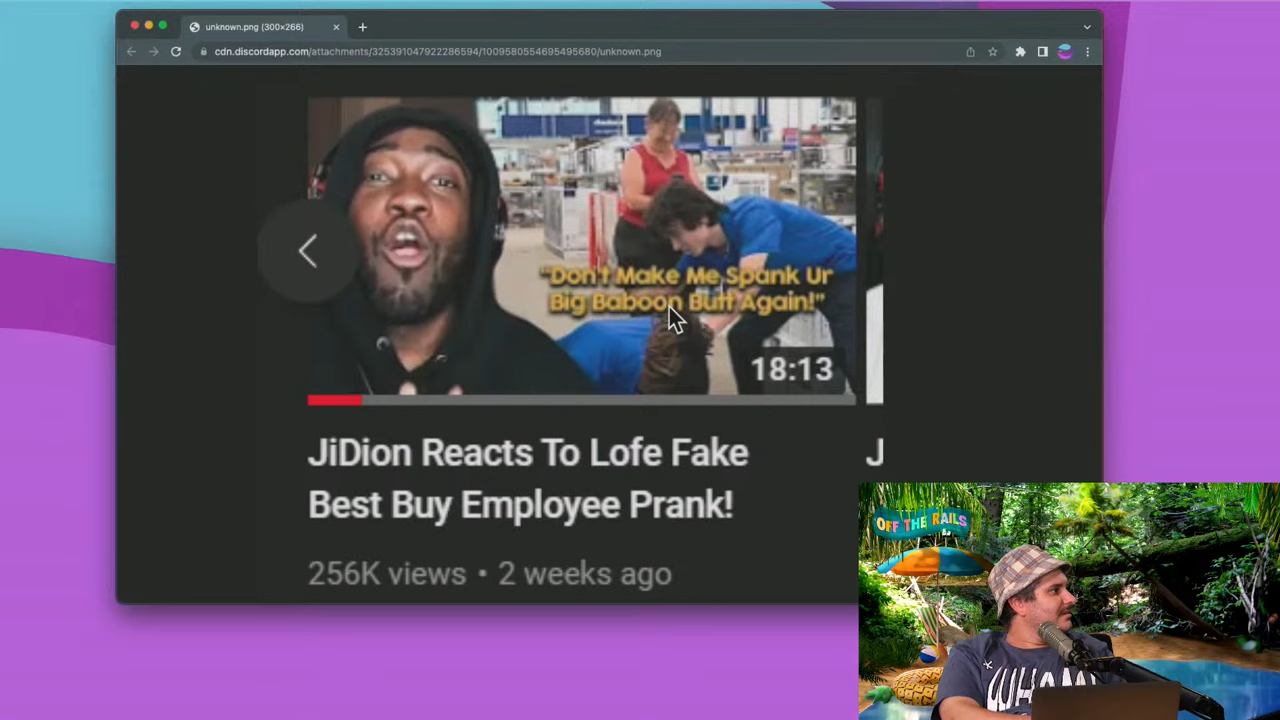 unknown.png (300×266)
cdn.discordapp.com/attachments/325391047922286594/1009580554695495680/unknown.png
"Don't Make Me Spank Ur
Big Baboon Butt Again!"
18:13
JiDion Reacts To Lofe Fake
Best Buy Employee Prank!
256K views • 2 weeks ago
J
OFF THE RAILS